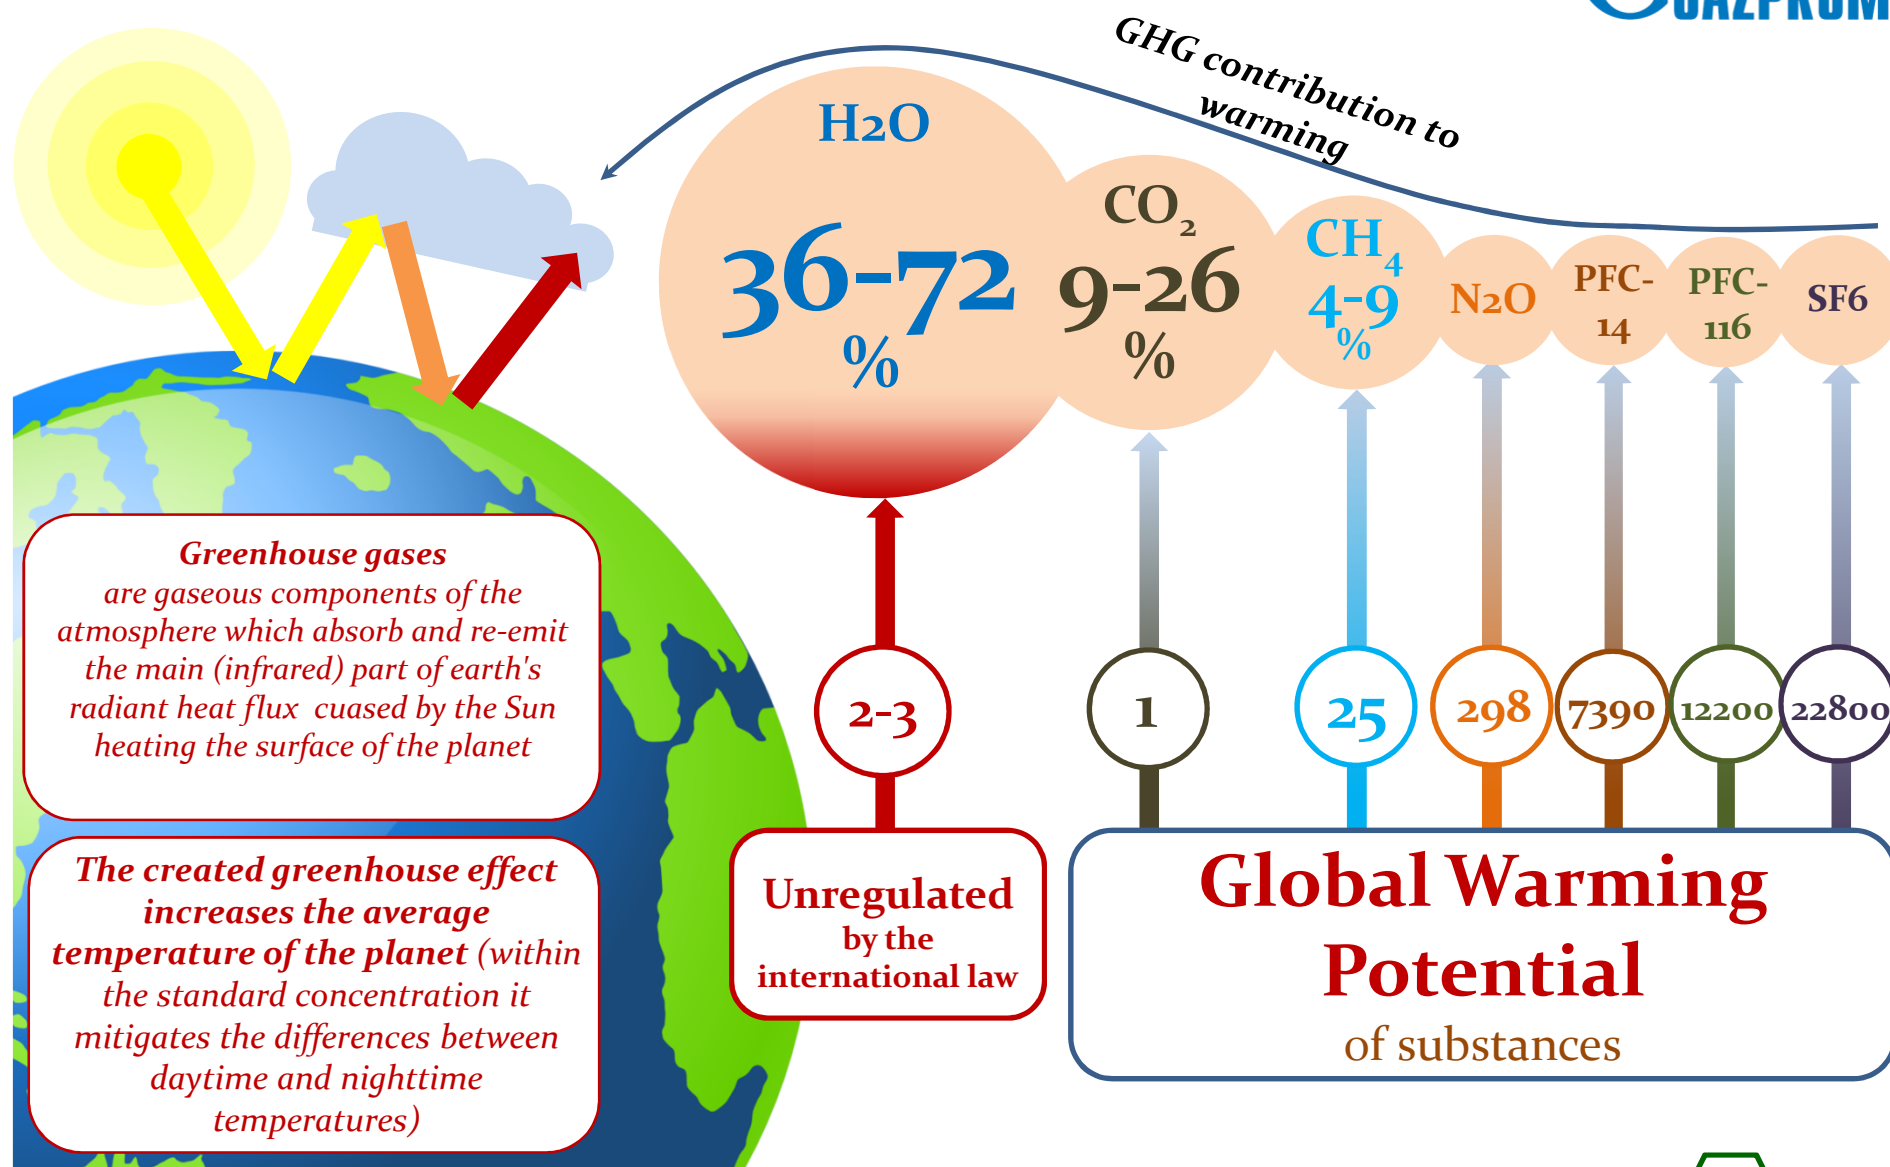 GAZPROM
GHG contribution to
warming
H2O
36-72
%
CO2
9-26
%
CH4
4-9
%
N2O
PFC-
14
PFC-
116
SF6
Greenhouse gases
are gaseous components of the
atmosphere which absorb and re-emit
the main (infrared) part of earth's
radiant heat flux cuased by the Sun
heating the surface of the planet
2-3
1
25
298
7390
12200
22800
The created greenhouse effect
increases the average
temperature of the planet (within
the standard concentration it
mitigates the differences between
daytime and nighttime
temperatures)
Unregulated
by the
international law
Global Warming
Potential
of substances